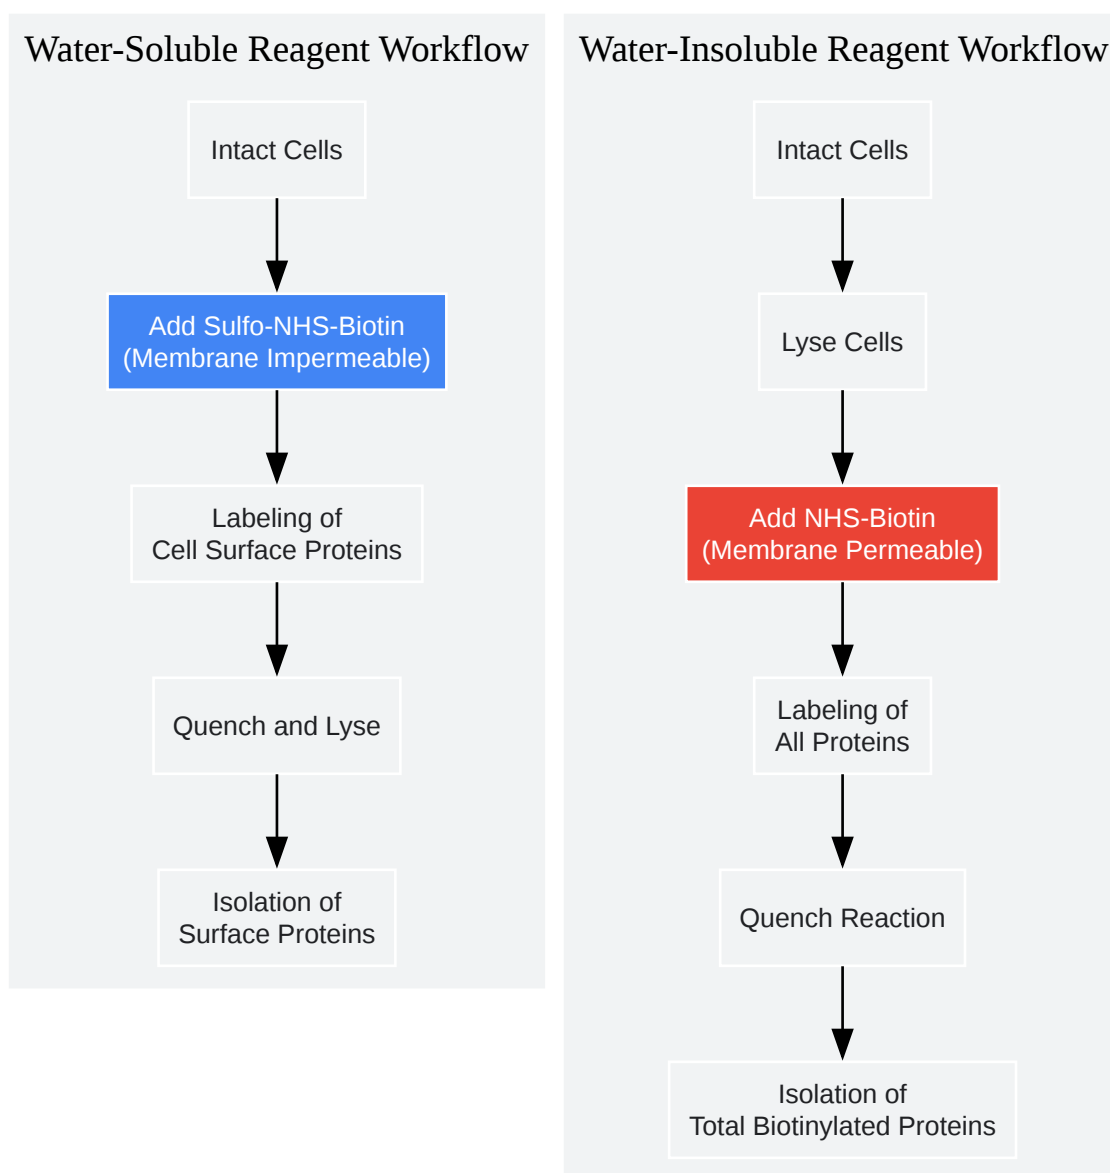 Water-Soluble Reagent Workflow
Intact Cells
Add Sulfo-NHS-Biotin
(Membrane Impermeable)
Labeling of
Cell Surface Proteins
Quench and Lyse
Isolation of
Surface Proteins
Water-Insoluble Reagent Workflow
Intact Cells
Lyse Cells
Add NHS-Biotin
(Membrane Permeable)
Labeling of
All Proteins
Quench Reaction
Isolation of
Total Biotinylated Proteins